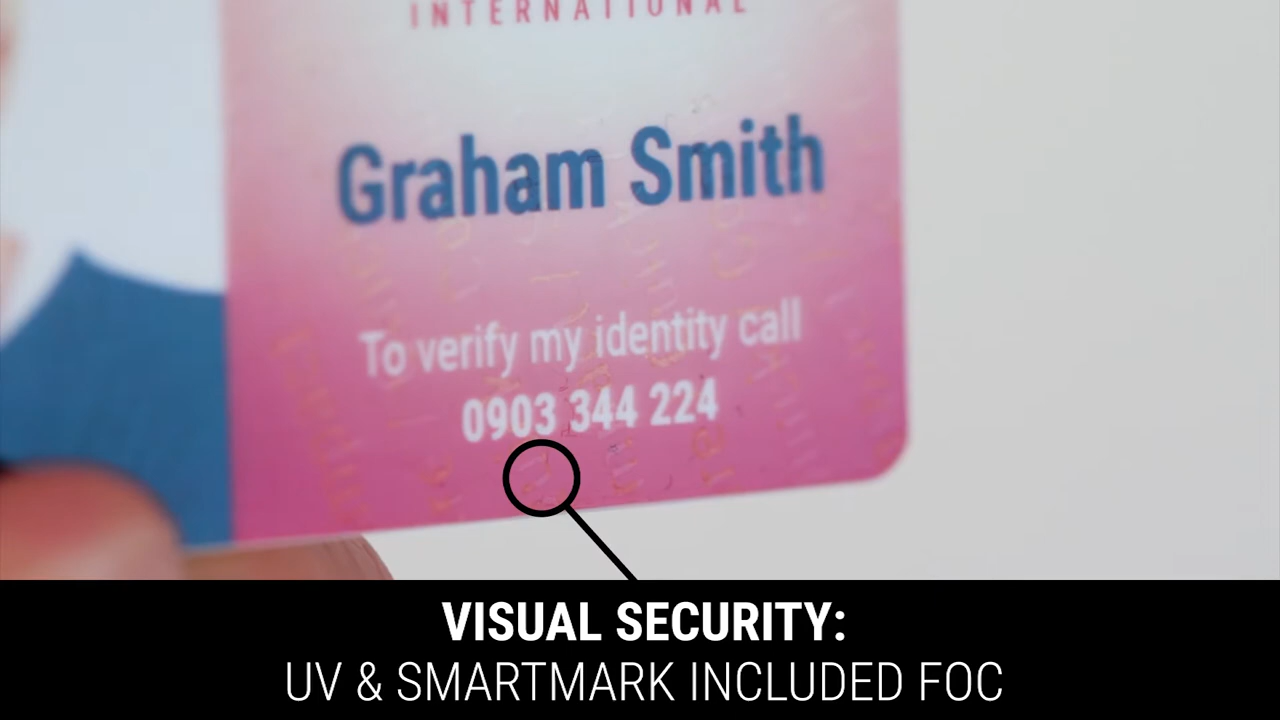 INTERNATIONAL
Graham Smith
To verify my identity call
0903 344 224
VISUAL SECURITY:
UV & SMARTMARK INCLUDED FOC